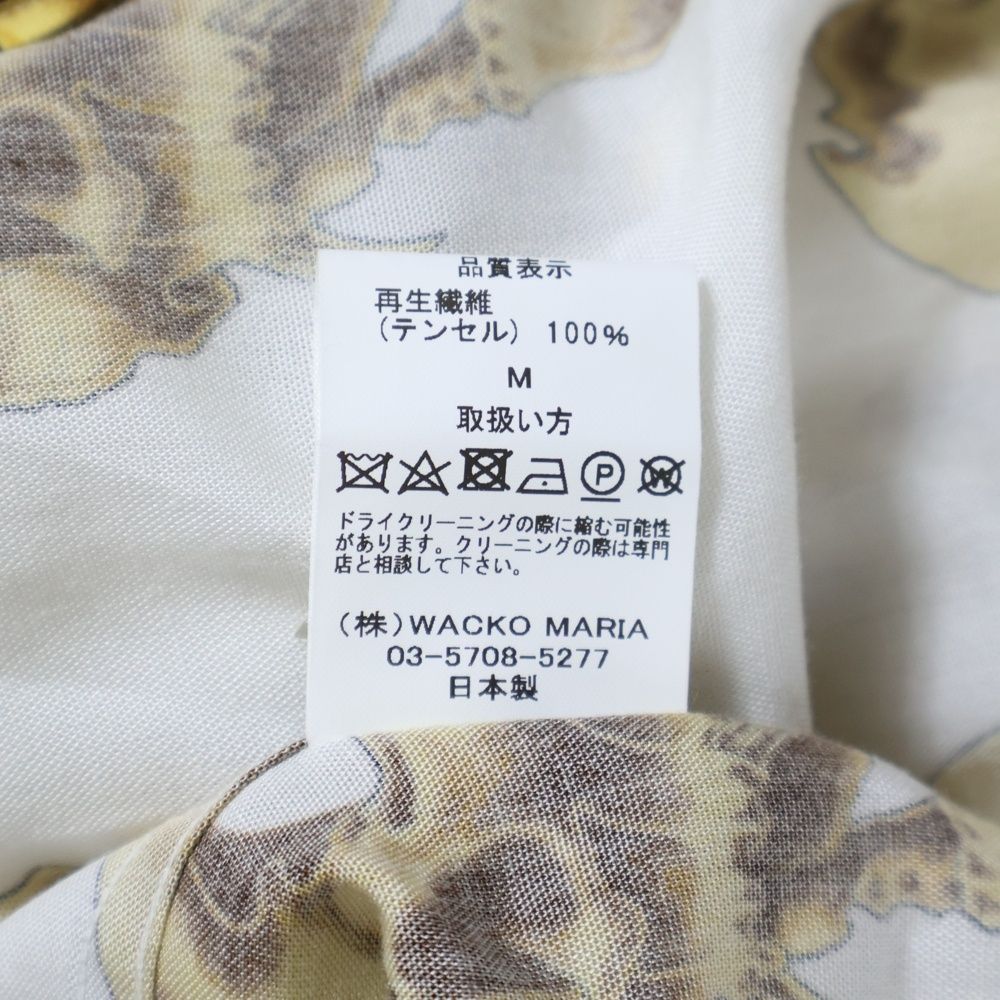 品質表示
再生繊維
(テンセル) 100%
M
取扱い方
P
W
ドライクリーニングの際に縮む可能性
があります。クリーニングの際は専門
店と相談して下さい。
(株)WACKO MARIA
03-5708-5277
日本製